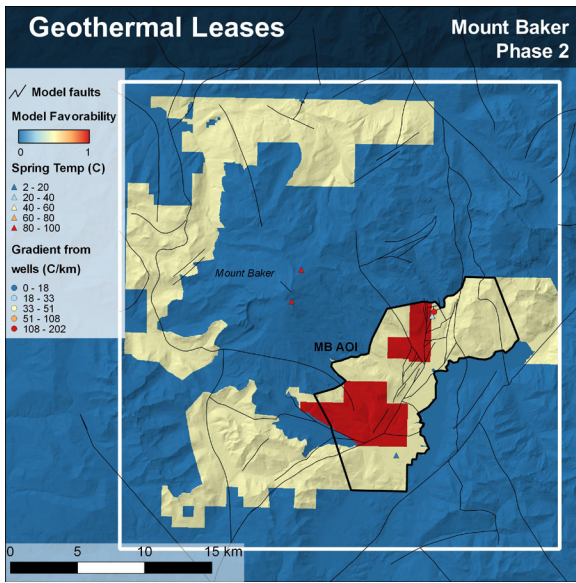 Geothermal Leases
Mount Baker
Phase 2
Model faults
Model Favorability
0 1
Spring Temp (C)
2 - 20
20 - 40
40 - 60
60 - 80
80 - 100
Gradient from
wells (C/km)
0 - 18
18 - 33
33 - 51
51 - 108
108 - 202
Mount Baker
MB AOI
0 5 10 15 km